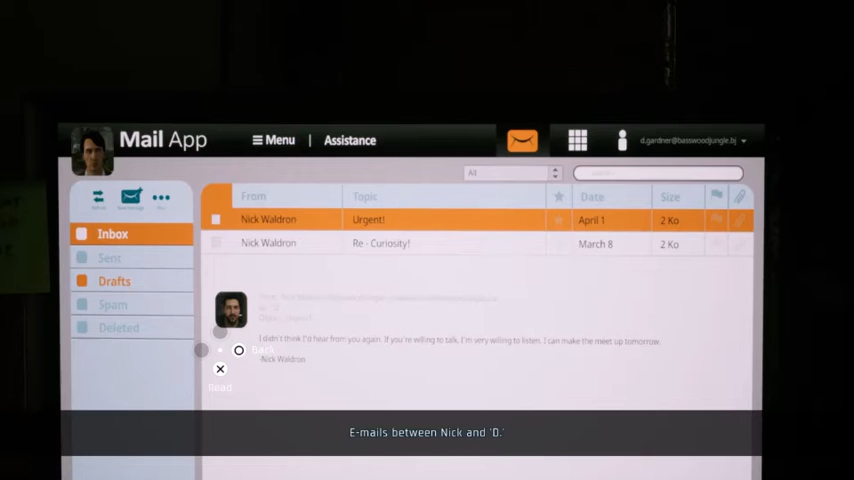 Mail App
Menu | Assistance
d.gardner@basswoodjungle.bj
All
From Topic Date Size
Nick Waldron Urgent! April 1 2 Ko
Nick Waldron Re - Curiosity! March 8 2 Ko
Inbox
Sent
Drafts
Spam
Deleted
I didn't think I'd hear from you again. If you're willing to talk, I'm very willing to listen. I can make the meet up tomorrow.
-Nick Waldron
Back
Read
E-mails between Nick and 'D.'